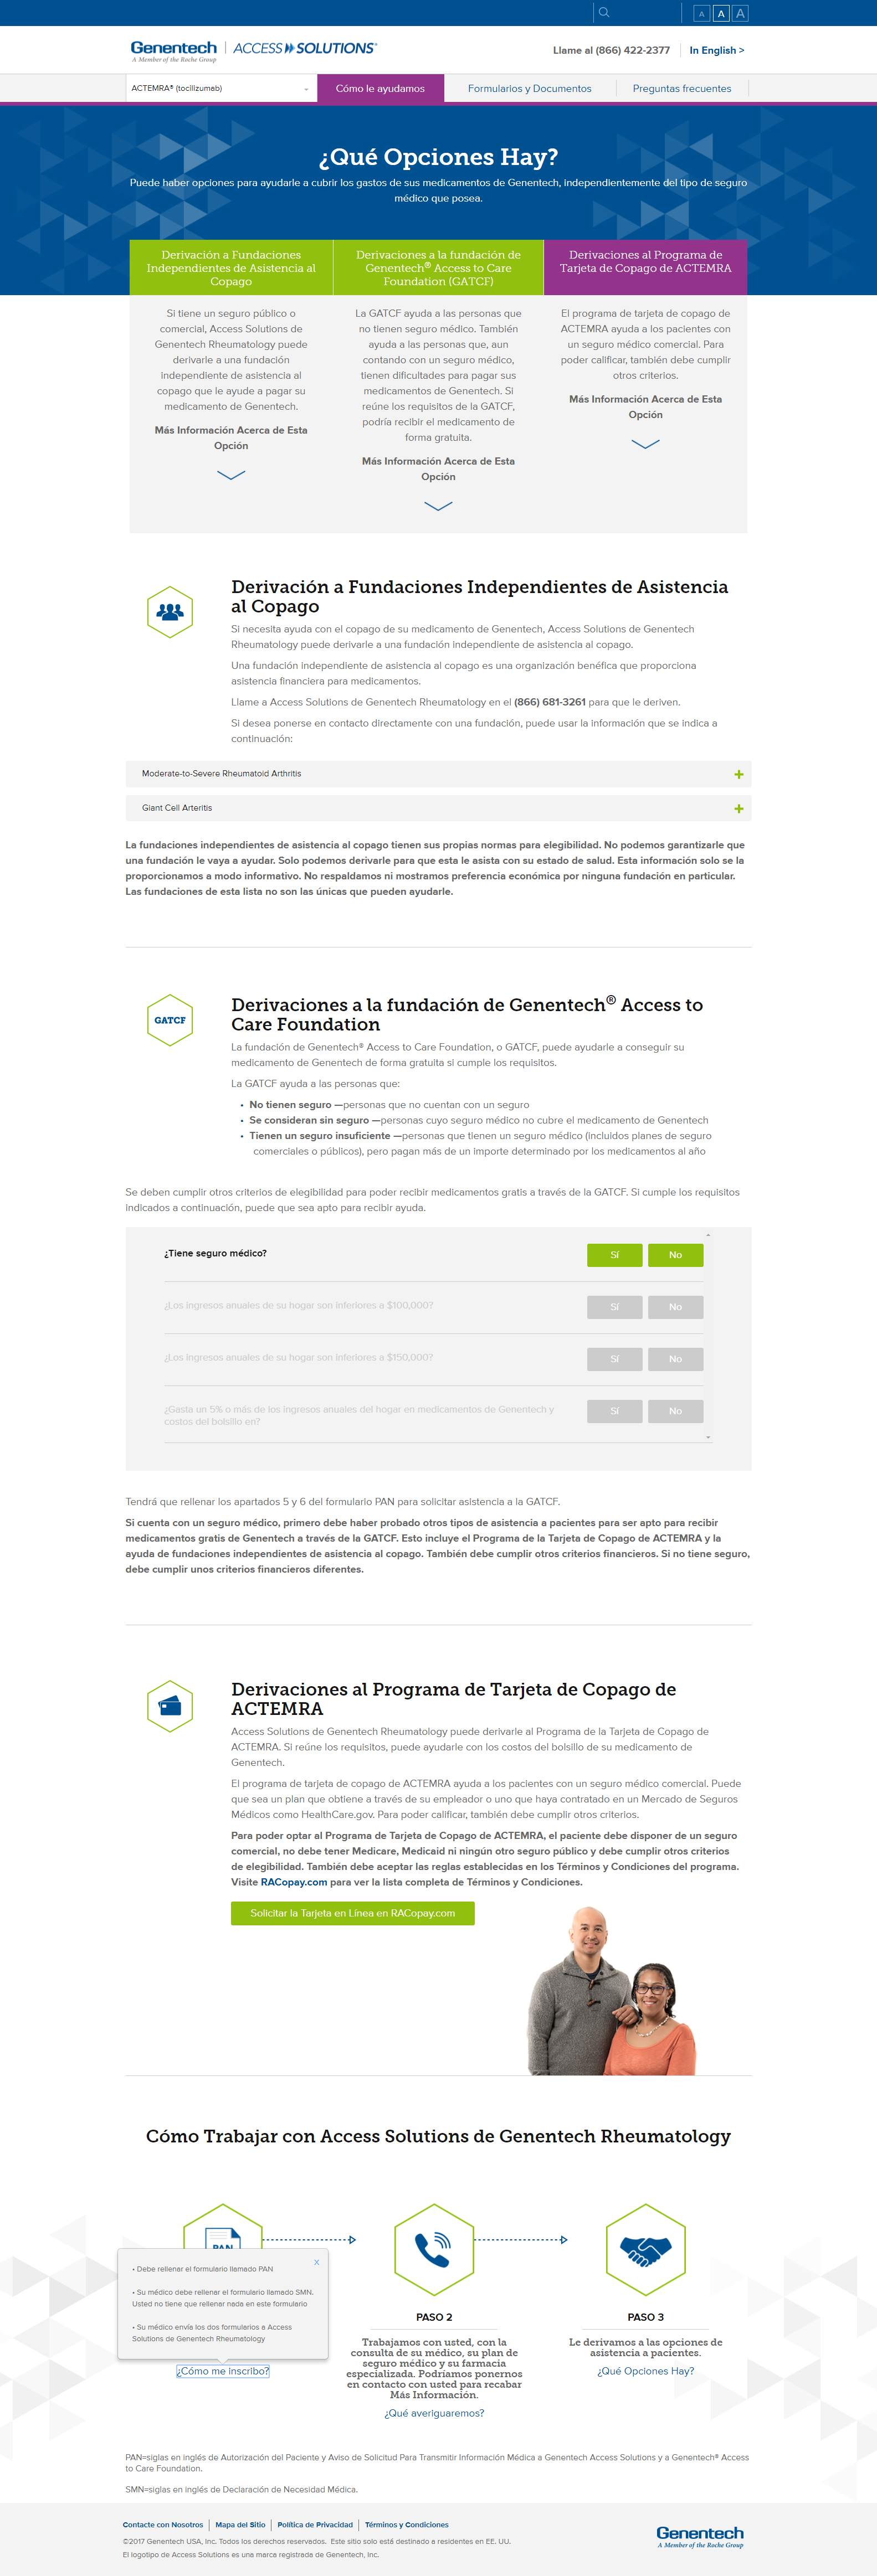 A A A
Genentech
A Member of the Roche Group
ACCESS SOLUTIONS®
Llame al (866) 422-2377
In English >
ACTEMRA® (tocilizumab)
Cómo le ayudamos
Formularios y Documentos
Preguntas frecuentes
¿Qué Opciones Hay?
Puede haber opciones para ayudarle a cubrir los gastos de sus medicamentos de Genentech, independientemente del tipo de seguro
médico que posea.
Derivación a Fundaciones
Independientes de Asistencia al
Copago
Si tiene un seguro público o
comercial, Access Solutions de
Genentech Rheumatology puede
derivarle a una fundación
independiente de asistencia al
copago que le ayude a pagar su
medicamento de Genentech.
Más Información Acerca de Esta
Opción
Derivaciones a la fundación de
Genentech® Access to Care
Foundation (GATCF)
La GATCF ayuda a las personas que
no tienen seguro médico. También
ayuda a las personas que, aun
contando con un seguro médico,
tienen dificultades para pagar sus
medicamentos de Genentech. Si
reúne los requisitos de la GATCF,
podría recibir el medicamento de
forma gratuita.
Más Información Acerca de Esta
Opción
Derivaciones al Programa de
Tarjeta de Copago de ACTEMRA
El programa de tarjeta de copago de
ACTEMRA ayuda a los pacientes con
un seguro médico comercial. Para
poder calificar, también debe cumplir
otros criterios.
Más Información Acerca de Esta
Opción
Derivación a Fundaciones Independientes de Asistencia
al Copago
Si necesita ayuda con el copago de su medicamento de Genentech, Access Solutions de Genentech
Rheumatology puede derivarle a una fundación independiente de asistencia al copago.
Una fundación independiente de asistencia al copago es una organización benéfica que proporciona
asistencia financiera para medicamentos.
Llame a Access Solutions de Genentech Rheumatology en el (866) 681-3261 para que le deriven.
Si desea ponerse en contacto directamente con una fundación, puede usar la información que se indica a
continuación:
Moderate-to-Severe Rheumatoid Arthritis +
Giant Cell Arteritis +
La fundaciones independientes de asistencia al copago tienen sus propias normas para elegibilidad. No podemos garantizarle que
una fundación le vaya a ayudar. Solo podemos derivarle para que esta le asista con su estado de salud. Esta información solo se la
proporcionamos a modo informativo. No respaldamos ni mostramos preferencia económica por ninguna fundación en particular.
Las fundaciones de esta lista no son las únicas que pueden ayudarle.
GATCF
Derivaciones a la fundación de Genentech® Access to
Care Foundation
La fundación de Genentech® Access to Care Foundation, o GATCF, puede ayudarle a conseguir su
medicamento de Genentech de forma gratuita si cumple los requisitos.
La GATCF ayuda a las personas que:
• No tienen seguro —personas que no cuentan con un seguro
• Se consideran sin seguro —personas cuyo seguro médico no cubre el medicamento de Genentech
• Tienen un seguro insuficiente —personas que tienen un seguro médico (incluidos planes de seguro
comerciales o públicos), pero pagan más de un importe determinado por los medicamentos al año
Se deben cumplir otros criterios de elegibilidad para poder recibir medicamentos gratis a través de la GATCF. Si cumple los requisitos
indicados a continuación, puede que sea apto para recibir ayuda.
¿Tiene seguro médico? Sí No
¿Los ingresos anuales de su hogar son inferiores a $100,000? Sí No
¿Los ingresos anuales de su hogar son inferiores a $150,000? Sí No
¿Gasta un 5% o más de los ingresos anuales del hogar en medicamentos de Genentech y
costos del bolsillo en? Sí No
Tendrá que rellenar los apartados 5 y 6 del formulario PAN para solicitar asistencia a la GATCF.
Si cuenta con un seguro médico, primero debe haber probado otros tipos de asistencia a pacientes para ser apto para recibir
medicamentos gratis de Genentech a través de la GATCF. Esto incluye el Programa de la Tarjeta de Copago de ACTEMRA y la
ayuda de fundaciones independientes de asistencia al copago. También debe cumplir otros criterios financieros. Si no tiene seguro,
debe cumplir unos criterios financieros diferentes.
Derivaciones al Programa de Tarjeta de Copago de
ACTEMRA
Access Solutions de Genentech Rheumatology puede derivarle al Programa de la Tarjeta de Copago de
ACTEMRA. Si reúne los requisitos, puede ayudarle con los costos del bolsillo de su medicamento de
Genentech.
El programa de tarjeta de copago de ACTEMRA ayuda a los pacientes con un seguro médico comercial. Puede
que sea un plan que obtiene a través de su empleador o uno que haya contratado en un Mercado de Seguros
Médicos como HealthCare.gov. Para poder calificar, también debe cumplir otros criterios.
Para poder optar al Programa de Tarjeta de Copago de ACTEMRA, el paciente debe disponer de un seguro
comercial, no debe tener Medicare, Medicaid ni ningún otro seguro público y debe cumplir otros criterios
de elegibilidad. También debe aceptar las reglas establecidas en los Términos y Condiciones del programa.
Visite RACopay.com para ver la lista completa de Términos y Condiciones.
Solicitar la Tarjeta en Línea en RACopay.com
Cómo Trabajar con Access Solutions de Genentech Rheumatology
PAN
X
• Debe rellenar el formulario llamado PAN
• Su médico debe rellenar el formulario llamado SMN.
Usted no tiene que rellenar nada en este formulario
• Su médico envía los dos formularios a Access
Solutions de Genentech Rheumatology
¿Cómo me inscribo?
PASO 2
Trabajamos con usted, con la
consulta de su médico, su plan de
seguro médico y su farmacia
especializada. Podríamos ponernos
en contacto con usted para recabar
Más Información.
¿Qué averiguaremos?
PASO 3
Le derivamos a las opciones de
asistencia a pacientes.
¿Qué Opciones Hay?
PAN=siglas en inglés de Autorización del Paciente y Aviso de Solicitud Para Transmitir Información Médica a Genentech Access Solutions y a Genentech® Access
to Care Foundation.
SMN=siglas en inglés de Declaración de Necesidad Médica.
Contacte con Nosotros
Mapa del Sitio
Política de Privacidad
Términos y Condiciones
©2017 Genentech USA, Inc. Todos los derechos reservados. Este sitio solo está destinado a residentes en EE. UU.
El logotipo de Access Solutions es una marca registrada de Genentech, Inc.
Genentech
A Member of the Roche Group